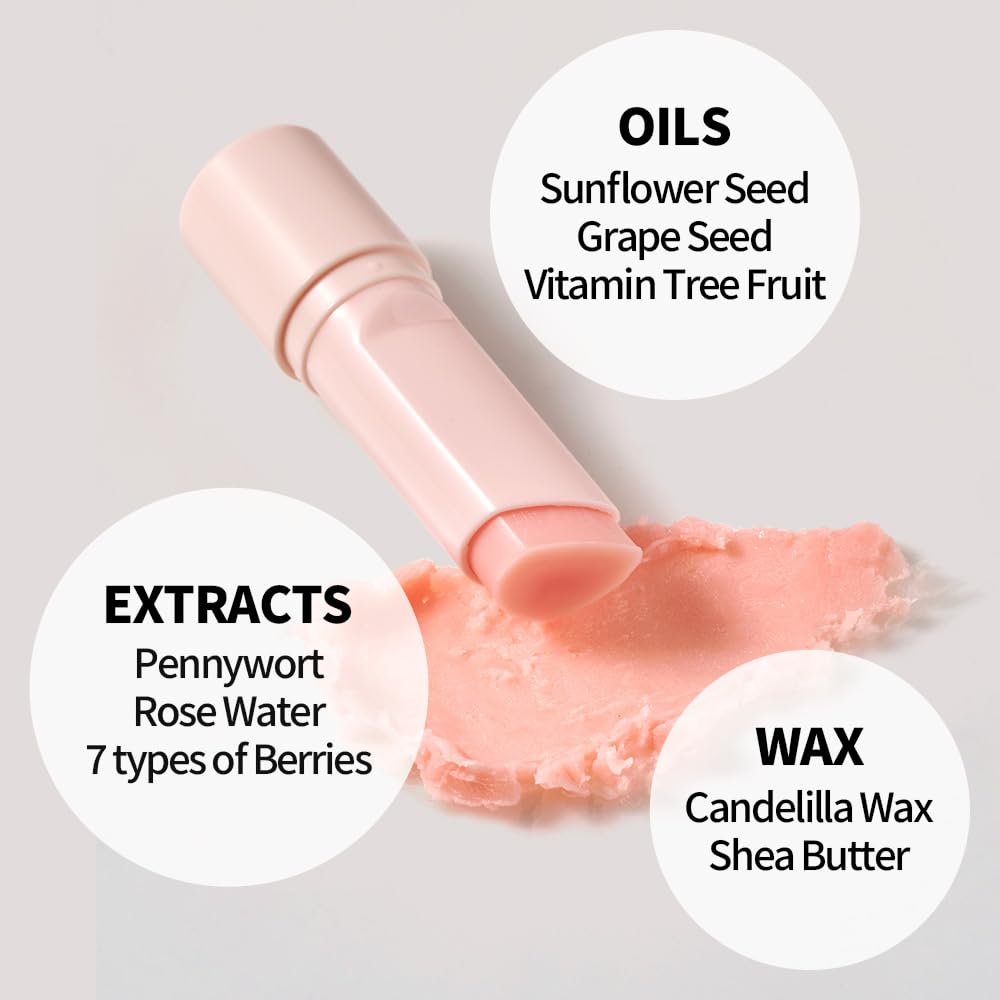 OILS
Sunflower Seed
Grape Seed
Vitamin Tree Fruit
EXTRACTS
Pennywort
Rose Water
7 types of Berries
WAX
Candelilla Wax
Shea Butter